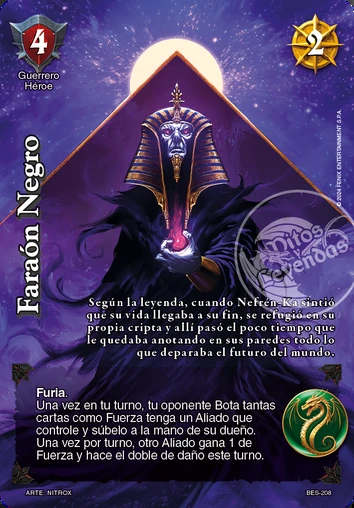 4
2
Guerrero
Héroe
Faraón Negro
© 2024 FENIX ENTERTAINMENT S.P.A.
Mitos y
Leyendas
Según la leyenda, cuando Nefrén-Ka sintió
qué su vida llegaba a su fin, se refugió en su
propia cripta y allí pasó el poco tiempo que
le quedaba anotando en sus paredes todo lo
que deparaba el futuro del mundo.
Furia.
Una vez en tu turno, tu oponente Bota tantas
cartas como Fuerza tenga un Aliado que
controle y súbelo a la mano de su dueño.
Una vez por turno, otro Aliado gana 1 de
Fuerza y hace el doble de daño este turno.
ARTE: NITROX
BES-208